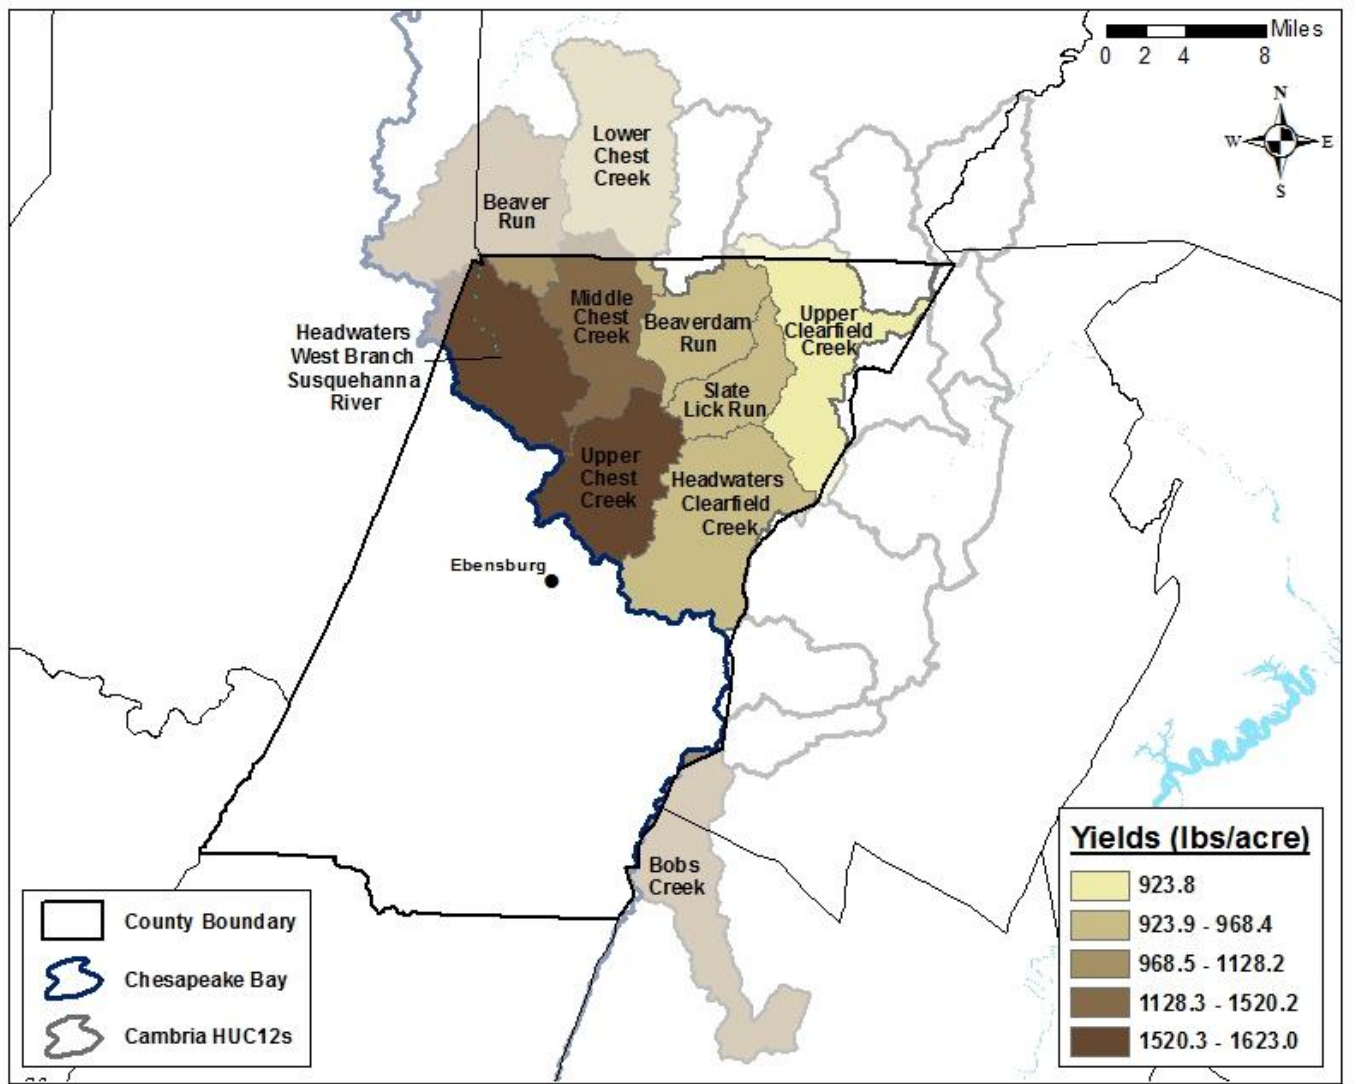 Miles
0 2 4 8
N
W E
S
Lower
Chest
Creek
Beaver
Run
Middle
Chest
Creek
Beaverdam
Run
Upper
Clearfield
Creek
Headwaters
West Branch
Susquehanna
River
Slate
Lick Run
Upper
Chest
Creek
Headwaters
Clearfield
Creek
Ebensburg
Bobs
Creek
Yields (lbs/acre)
923.8
923.9 - 968.4
968.5 - 1128.2
1128.3 - 1520.2
1520.3 - 1623.0
County Boundary
Chesapeake Bay
Cambria HUC12s